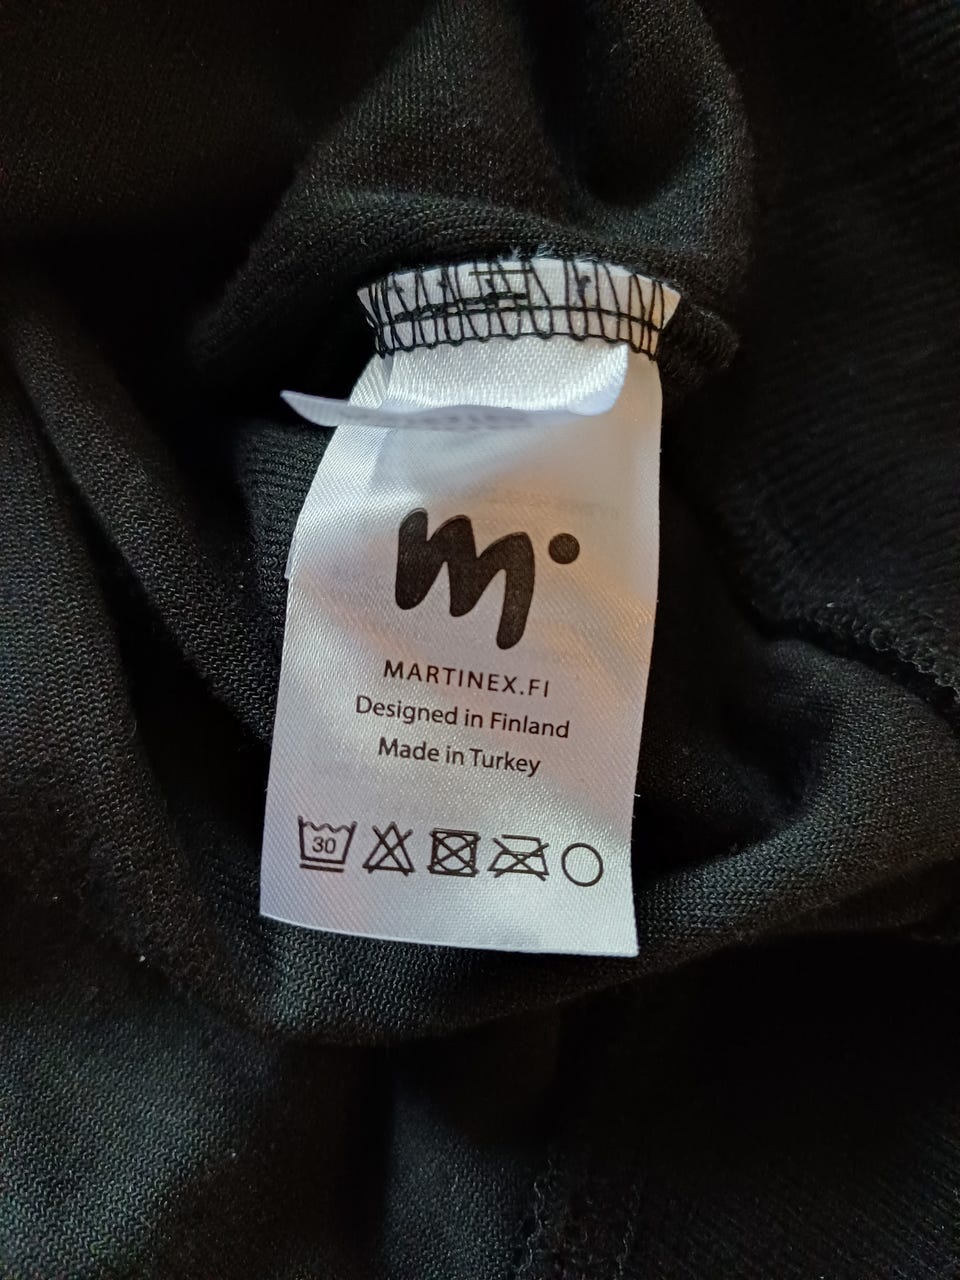 m
MARTINEX.FI
Designed in Finland
Made in Turkey
30